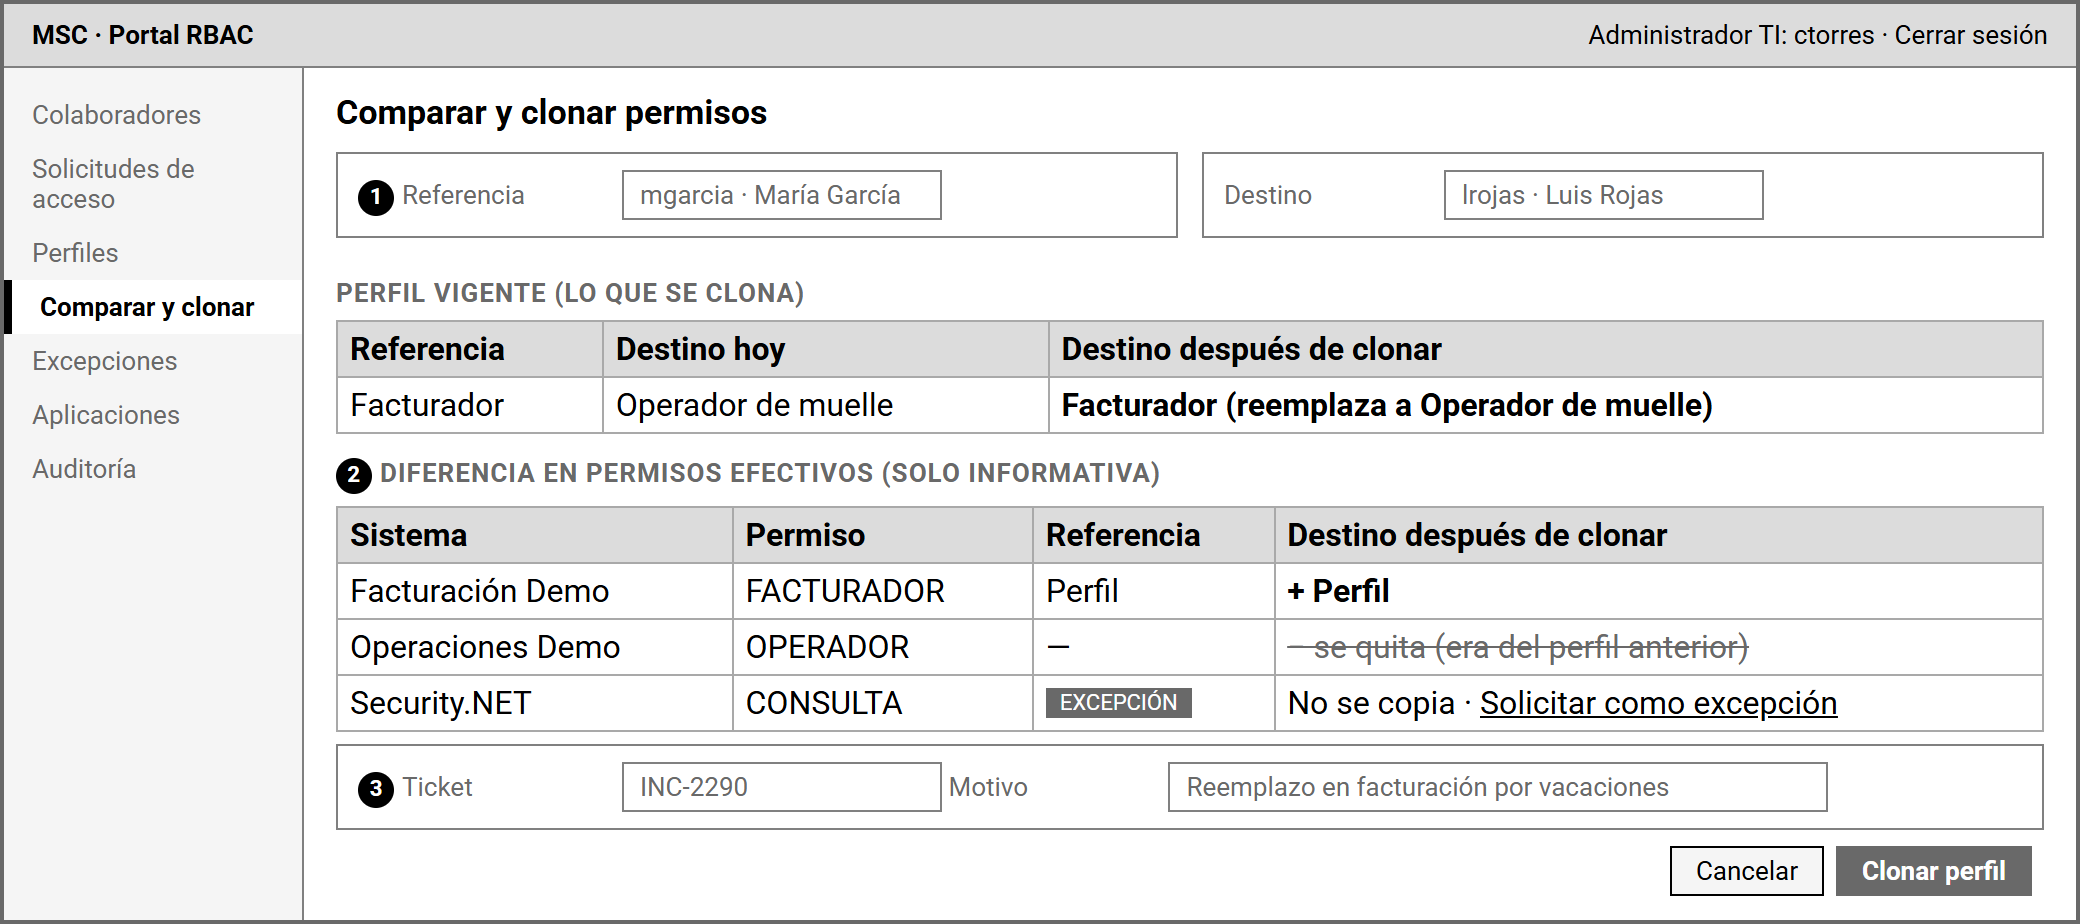 MSC · Portal RBAC
Administrador TI: ctorres · Cerrar sesión
Colaboradores
Solicitudes de
acceso
Perfiles
Comparar y clonar
Excepciones
Aplicaciones
Auditoría
Comparar y clonar permisos
1 Referencia mgarcia · María García
Destino lrojas · Luis Rojas
PERFIL VIGENTE (LO QUE SE CLONA)
Referencia Destino hoy Destino después de clonar
Facturador Operador de muelle Facturador (reemplaza a Operador de muelle)
2 DIFERENCIA EN PERMISOS EFECTIVOS (SOLO INFORMATIVA)
Sistema Permiso Referencia Destino después de clonar
Facturación Demo FACTURADOR Perfil + Perfil
Operaciones Demo OPERADOR — − se quita (era del perfil anterior)
Security.NET CONSULTA EXCEPCIÓN No se copia · Solicitar como excepción
3 Ticket INC-2290 Motivo Reemplazo en facturación por vacaciones
Cancelar Clonar perfil